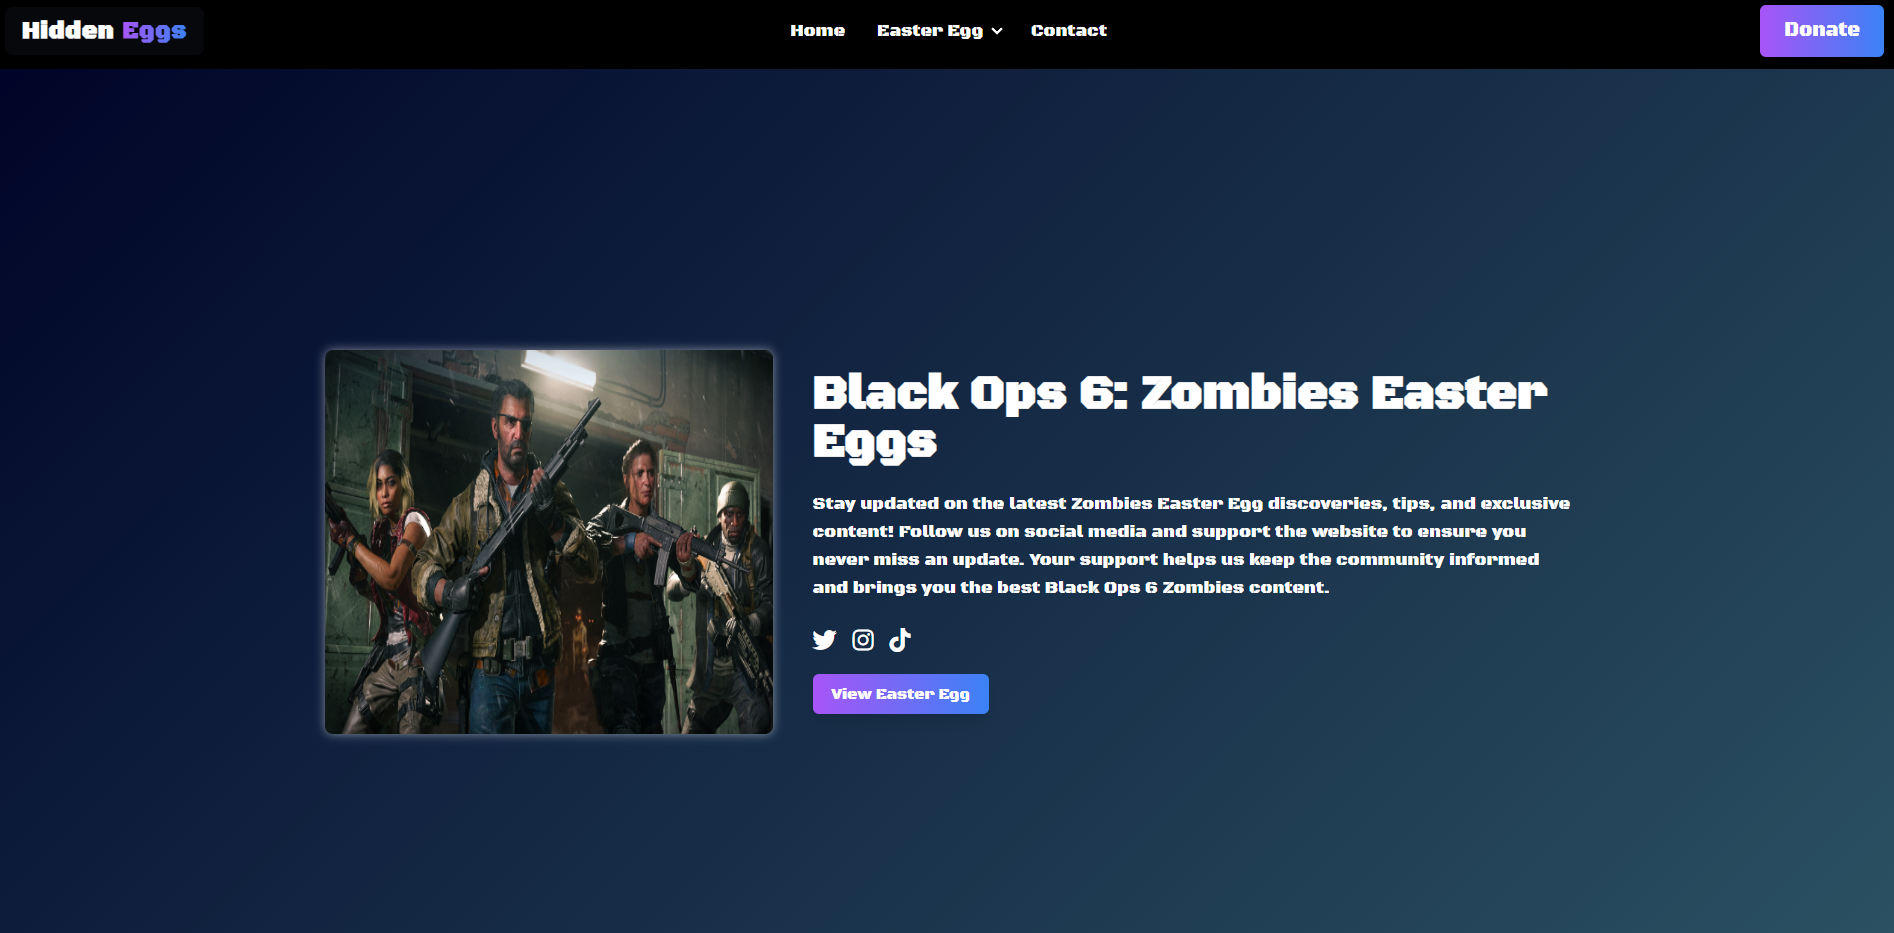 Hidden Eggs
Home
Easter Egg
Contact
Donate
Black Ops 6: Zombies Easter
Eggs
Stay updated on the latest Zombies Easter Egg discoveries, tips, and exclusive
content! Follow us on social media and support the website to ensure you
never miss an update. Your support helps us keep the community informed
and brings you the best Black Ops 6 Zombies content.
View Easter Egg